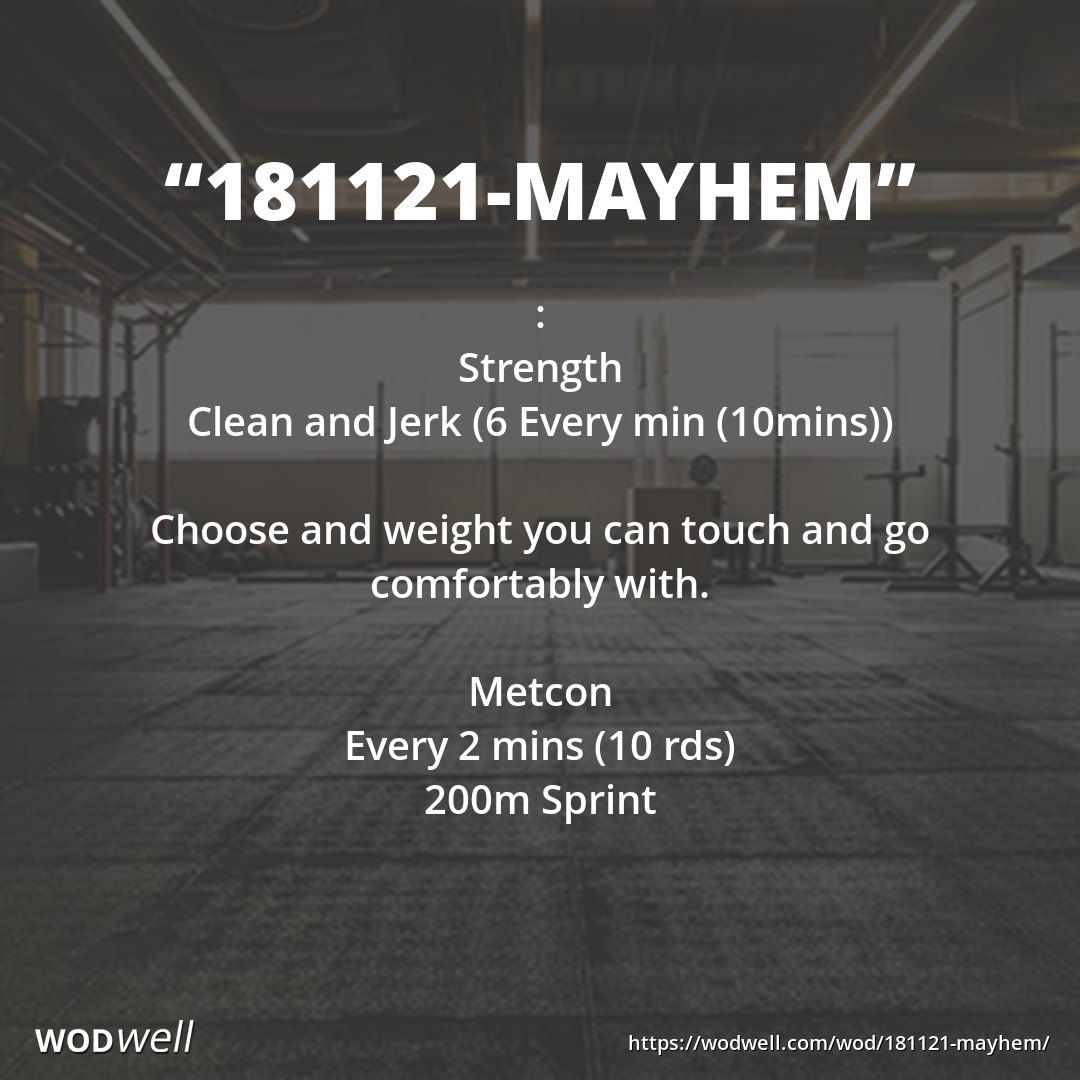 “181121-MAYHEM”
:
Strength
Clean and Jerk (6 Every min (10mins))
Choose and weight you can touch and go
comfortably with.
Metcon
Every 2 mins (10 rds)
200m Sprint
WODwell
https://wodwell.com/wod/181121-mayhem/